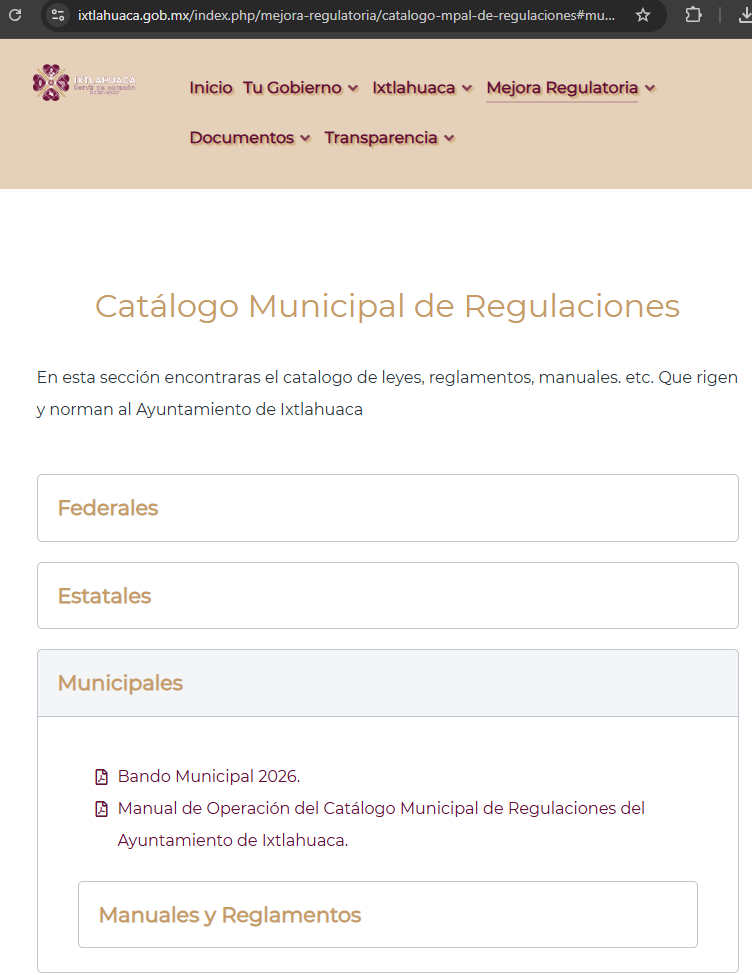 ixtlahuaca.gob.mx/index.php/mejora-regulatoria/catalogo-mpal-de-regulaciones#mu...
IXTLAHUACA
Inicio Tu Gobierno Ixtlahuaca Mejora Regulatoria
Documentos Transparencia
Catálogo Municipal de Regulaciones
En esta sección encontraras el catalogo de leyes, reglamentos, manuales. etc. Que rigen
y norman al Ayuntamiento de Ixtlahuaca
Federales
Estatales
Municipales
Bando Municipal 2026.
Manual de Operación del Catálogo Municipal de Regulaciones del
Ayuntamiento de Ixtlahuaca.
Manuales y Reglamentos